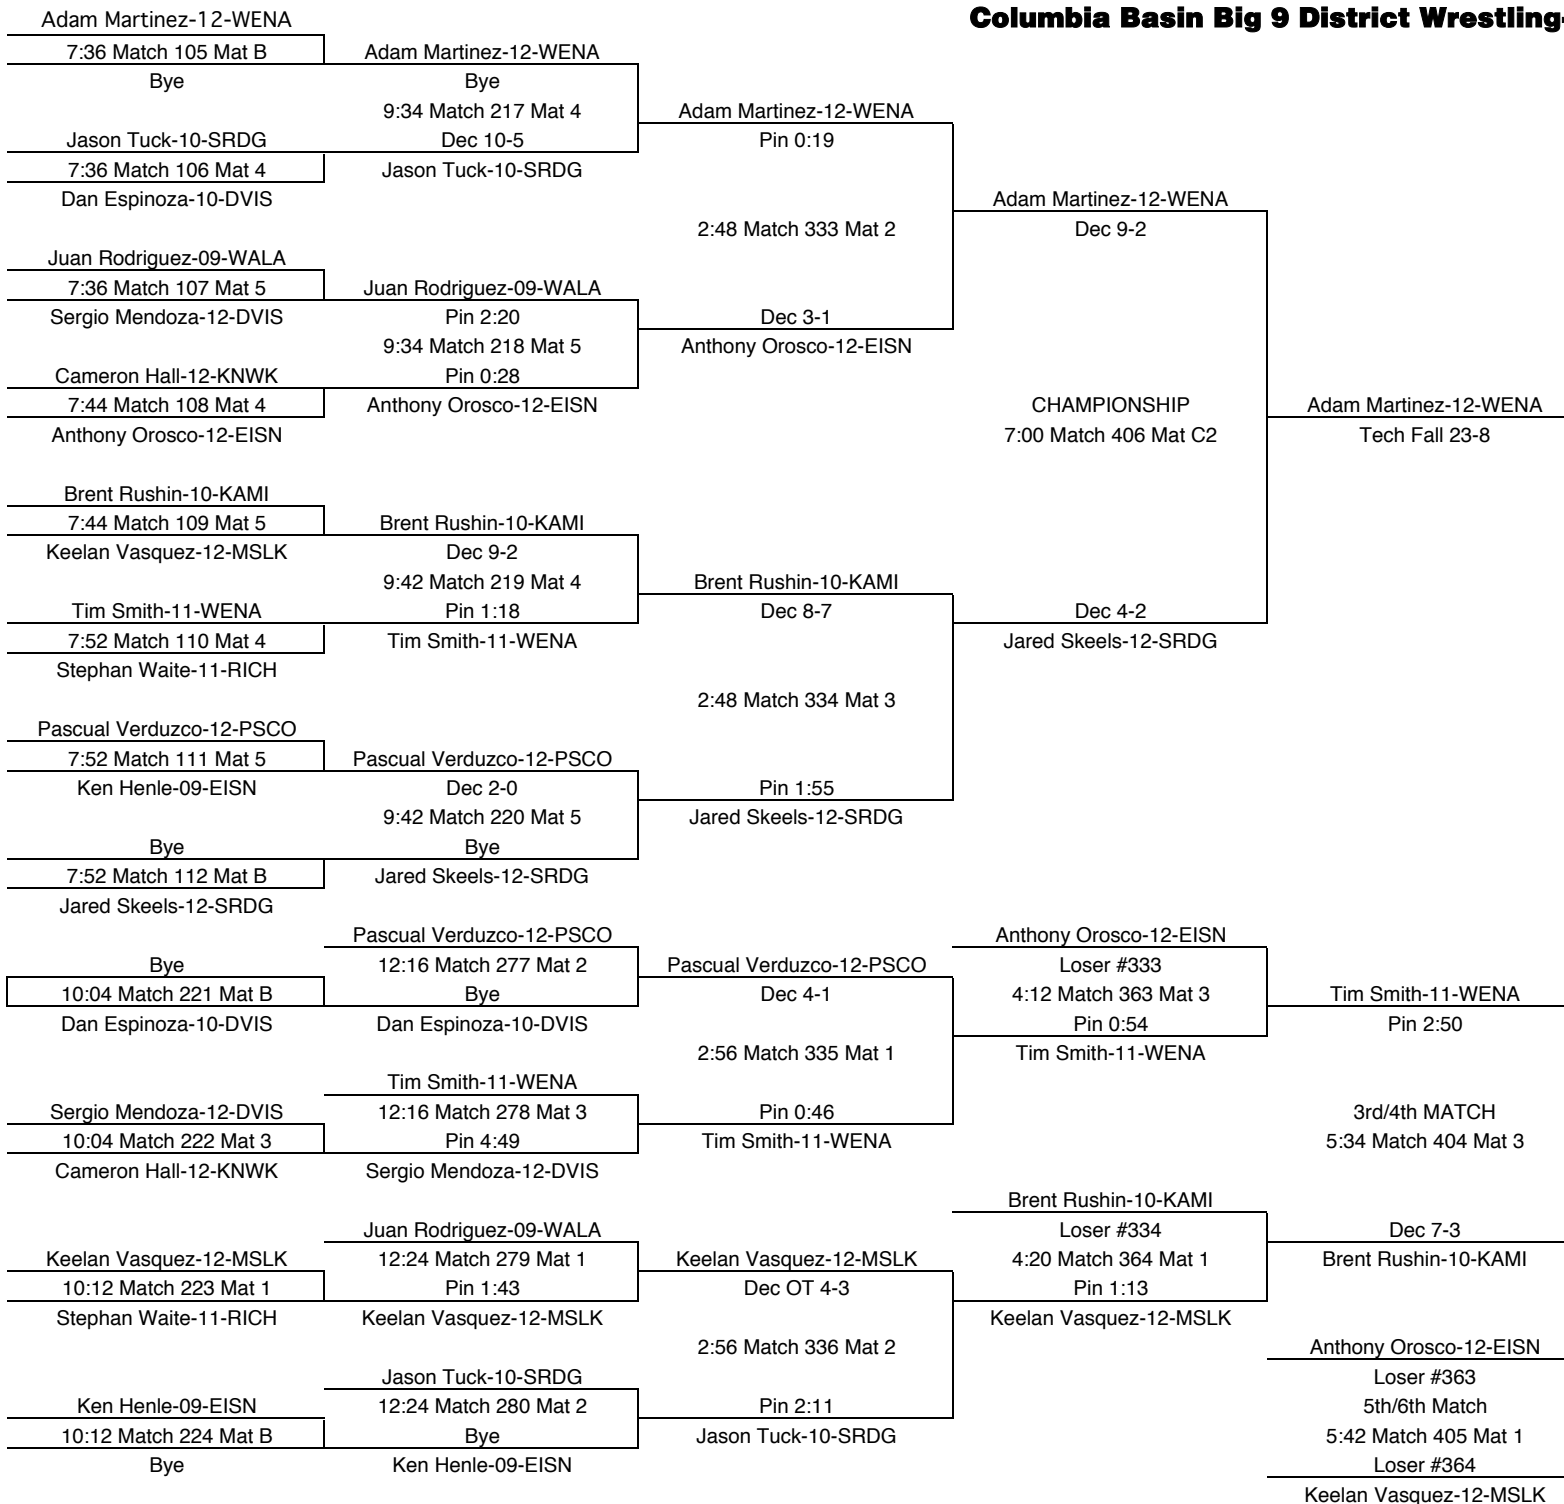 Columbia Basin Big 9 District Wrestling-
Adam Martinez-12-WENA
7:36 Match 105 Mat B
Bye
Jason Tuck-10-SRDG
7:36 Match 106 Mat 4
Dan Espinoza-10-DVIS
Juan Rodriguez-09-WALA
7:36 Match 107 Mat 5
Sergio Mendoza-12-DVIS
Cameron Hall-12-KNWK
7:44 Match 108 Mat 4
Anthony Orosco-12-EISN
Brent Rushin-10-KAMI
7:44 Match 109 Mat 5
Keelan Vasquez-12-MSLK
Tim Smith-11-WENA
7:52 Match 110 Mat 4
Stephan Waite-11-RICH
Pascual Verduzco-12-PSCO
7:52 Match 111 Mat 5
Ken Henle-09-EISN
Bye
7:52 Match 112 Mat B
Jared Skeels-12-SRDG
Adam Martinez-12-WENA
Bye
9:34 Match 217 Mat 4
Dec 10-5
Jason Tuck-10-SRDG
Juan Rodriguez-09-WALA
Pin 2:20
9:34 Match 218 Mat 5
Pin 0:28
Anthony Orosco-12-EISN
Brent Rushin-10-KAMI
Dec 9-2
9:42 Match 219 Mat 4
Pin 1:18
Tim Smith-11-WENA
Pascual Verduzco-12-PSCO
Dec 2-0
9:42 Match 220 Mat 5
Bye
Jared Skeels-12-SRDG
Adam Martinez-12-WENA
Pin 0:19
2:48 Match 333 Mat 2
Dec 3-1
Anthony Orosco-12-EISN
Brent Rushin-10-KAMI
Dec 8-7
2:48 Match 334 Mat 3
Pin 1:55
Jared Skeels-12-SRDG
Adam Martinez-12-WENA
Dec 9-2
CHAMPIONSHIP
7:00 Match 406 Mat C2
Dec 4-2
Jared Skeels-12-SRDG
Adam Martinez-12-WENA
Tech Fall 23-8
Bye
10:04 Match 221 Mat B
Dan Espinoza-10-DVIS
Sergio Mendoza-12-DVIS
10:04 Match 222 Mat 3
Cameron Hall-12-KNWK
Keelan Vasquez-12-MSLK
10:12 Match 223 Mat 1
Stephan Waite-11-RICH
Ken Henle-09-EISN
10:12 Match 224 Mat B
Bye
Pascual Verduzco-12-PSCO
12:16 Match 277 Mat 2
Bye
Dan Espinoza-10-DVIS
Tim Smith-11-WENA
12:16 Match 278 Mat 3
Pin 4:49
Sergio Mendoza-12-DVIS
Juan Rodriguez-09-WALA
12:24 Match 279 Mat 1
Pin 1:43
Keelan Vasquez-12-MSLK
Jason Tuck-10-SRDG
12:24 Match 280 Mat 2
Bye
Ken Henle-09-EISN
Pascual Verduzco-12-PSCO
Dec 4-1
2:56 Match 335 Mat 1
Pin 0:46
Tim Smith-11-WENA
Keelan Vasquez-12-MSLK
Dec OT 4-3
2:56 Match 336 Mat 2
Pin 2:11
Jason Tuck-10-SRDG
Anthony Orosco-12-EISN
Loser #333
4:12 Match 363 Mat 3
Pin 0:54
Tim Smith-11-WENA
Brent Rushin-10-KAMI
Loser #334
4:20 Match 364 Mat 1
Pin 1:13
Keelan Vasquez-12-MSLK
Tim Smith-11-WENA
Pin 2:50
3rd/4th MATCH
5:34 Match 404 Mat 3
Dec 7-3
Brent Rushin-10-KAMI
Anthony Orosco-12-EISN
Loser #363
5th/6th Match
5:42 Match 405 Mat 1
Loser #364
Keelan Vasquez-12-MSLK